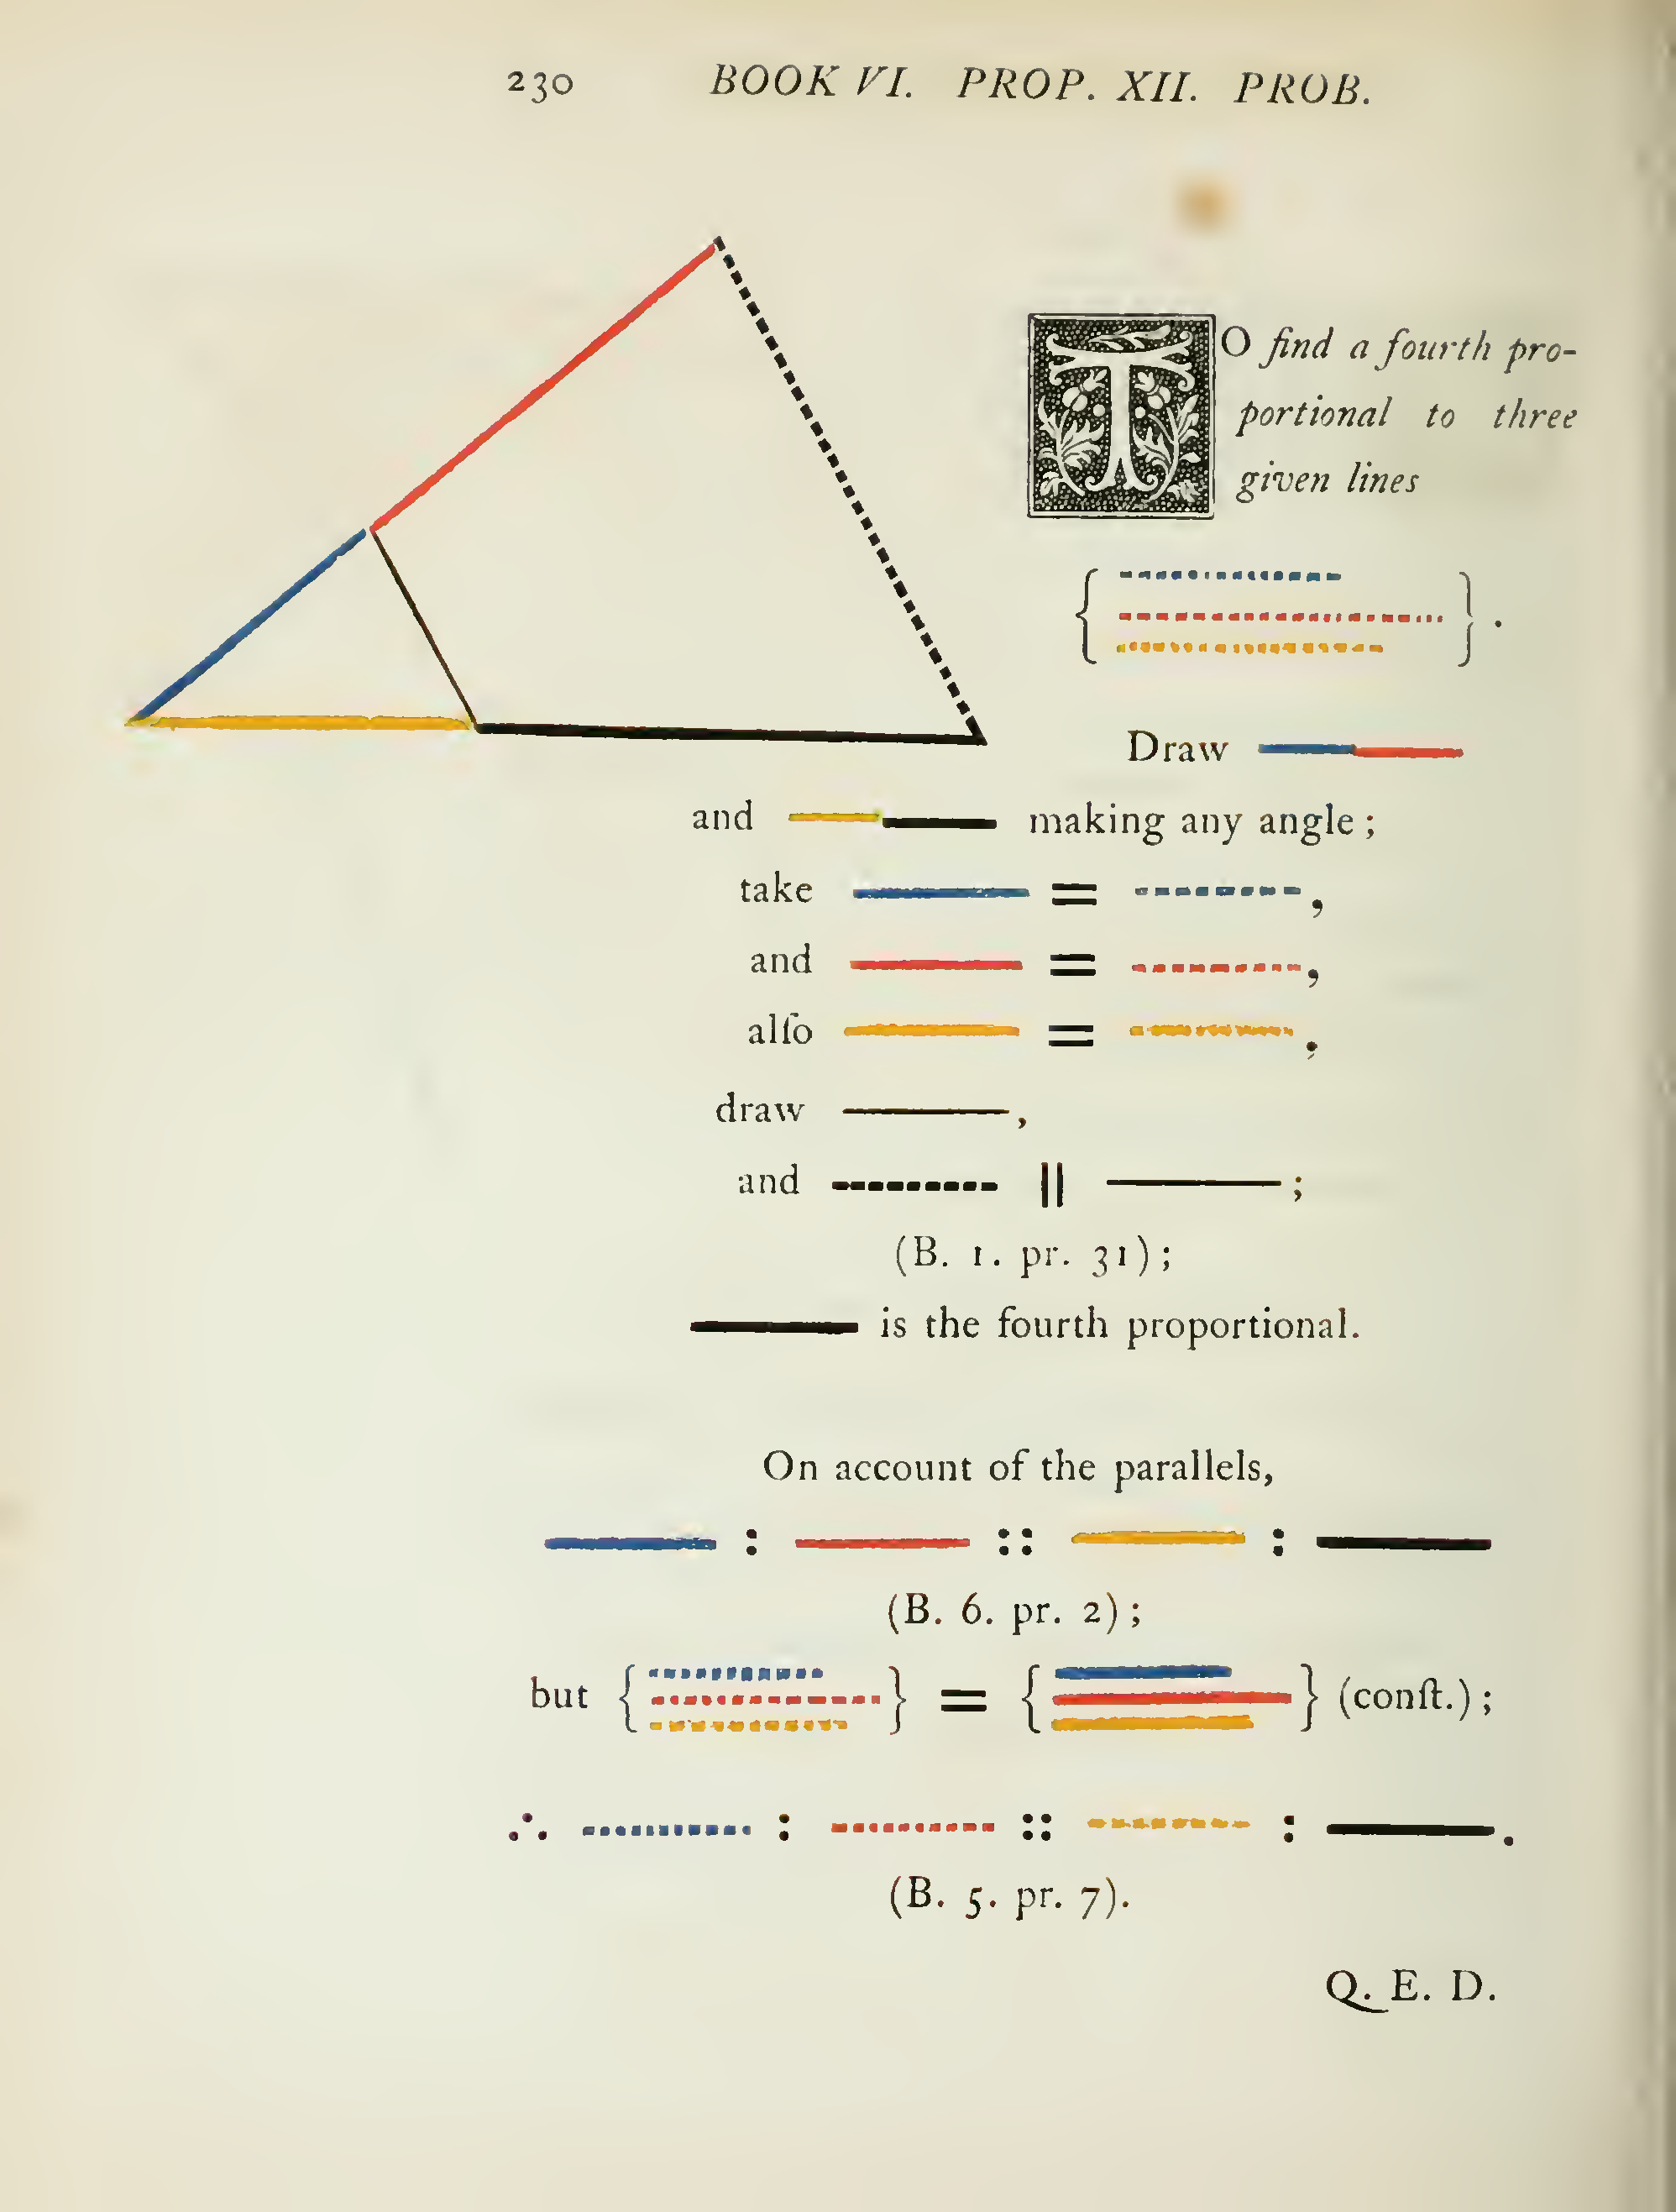 230 BOOK VI. PROP. XII. PROB.
TO find a fourth pro-
portional to three
given lines
{ } .
Draw
and making any angle ;
take = ,
and = ,
alſo = ,
draw ,
and || ;
(B. 1. pr. 31) ;
is the fourth proportional.
On account of the parallels,
: :: :
(B. 6. pr. 2) ;
but { } = { } (conſt.) ;
∴ : :: : .
(B. 5. pr. 7).
Q. E. D.